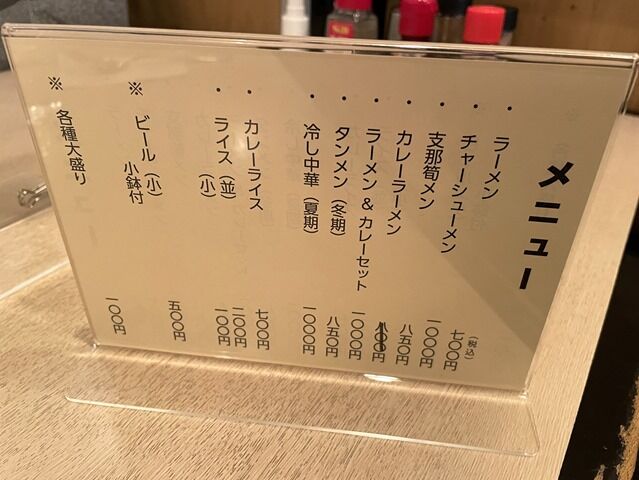 メニュー
・ラーメン (税込) 七〇〇円
・チャーシューメン 一〇〇〇円
・支那筍メン 八五〇円
・カレーラーメン 円
・ラーメン & カレーセット 一〇〇〇円
・タンメン (冬期) 八五〇円
・冷し中華 (夏期) 一〇〇〇円
・カレーライス 七〇〇円
・ライス (並) 二〇〇円
(小) 一〇〇円
※ ビール (小) 五〇〇円
小鉢付
※ 各種大盛り 一〇〇円